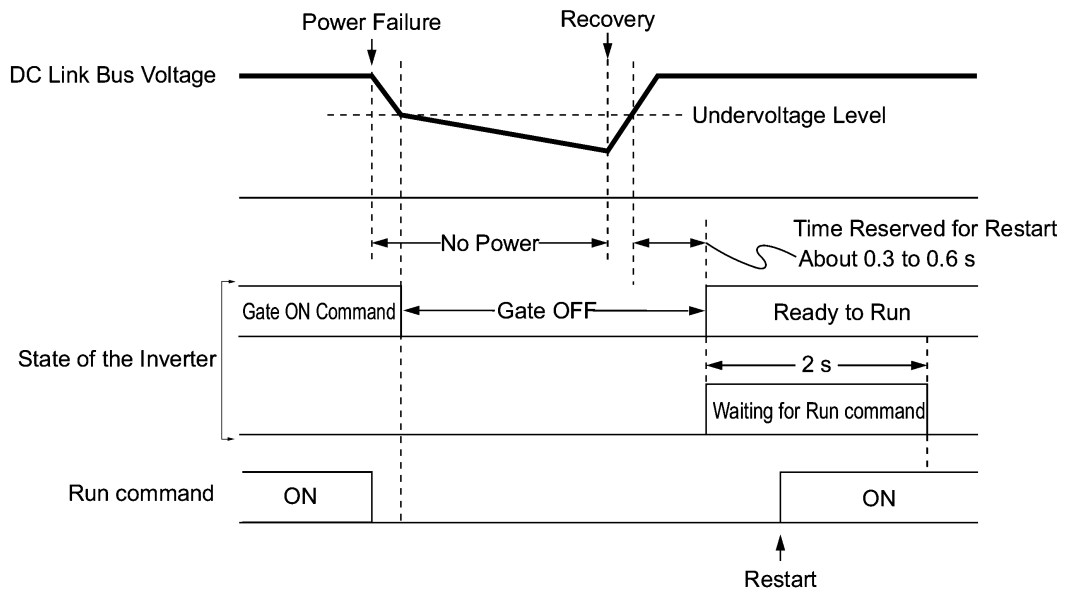 Power Failure
Recovery
DC Link Bus Voltage
Undervoltage Level
No Power
Time Reserved for Restart
About 0.3 to 0.6 s
Gate ON Command
Gate OFF
Ready to Run
State of the Inverter
2 s
Waiting for Run command
Run command
ON
ON
Restart